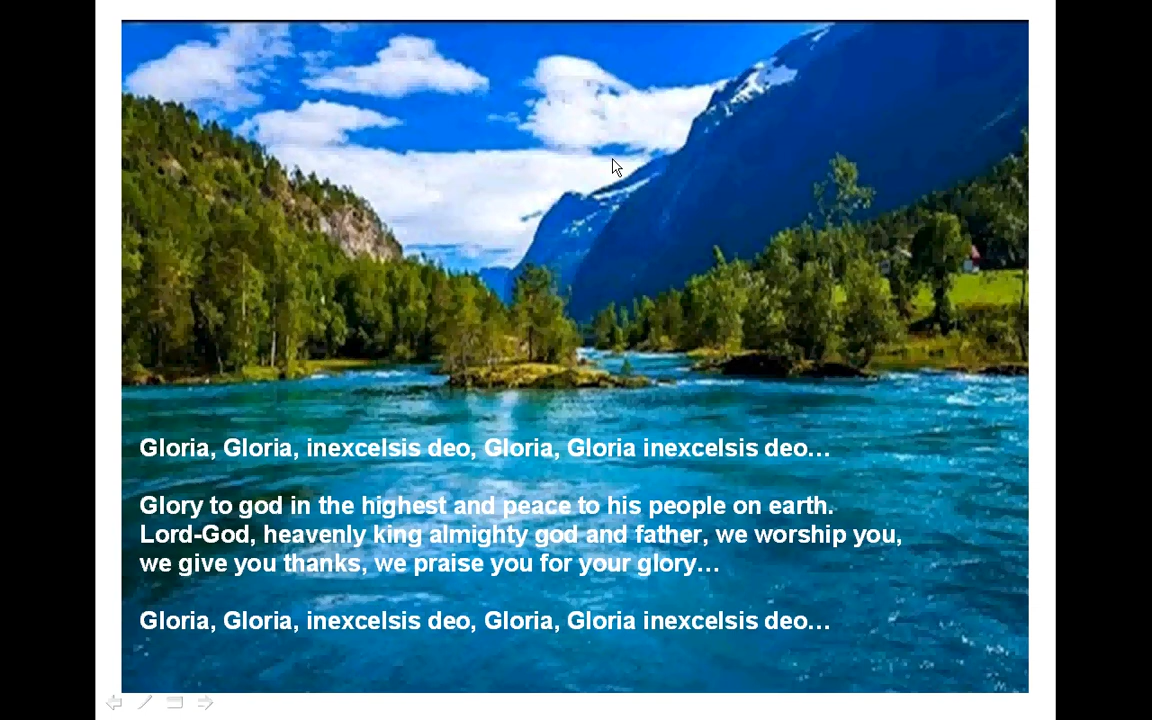 Gloria, Gloria, inexcelsis deo, Gloria, Gloria inexcelsis deo...
Glory to god in the highest and peace to his people on earth.
Lord-God, heavenly king almighty god and father, we worship you,
we give you thanks, we praise you for your glory...
Gloria, Gloria, inexcelsis deo, Gloria, Gloria inexcelsis deo...